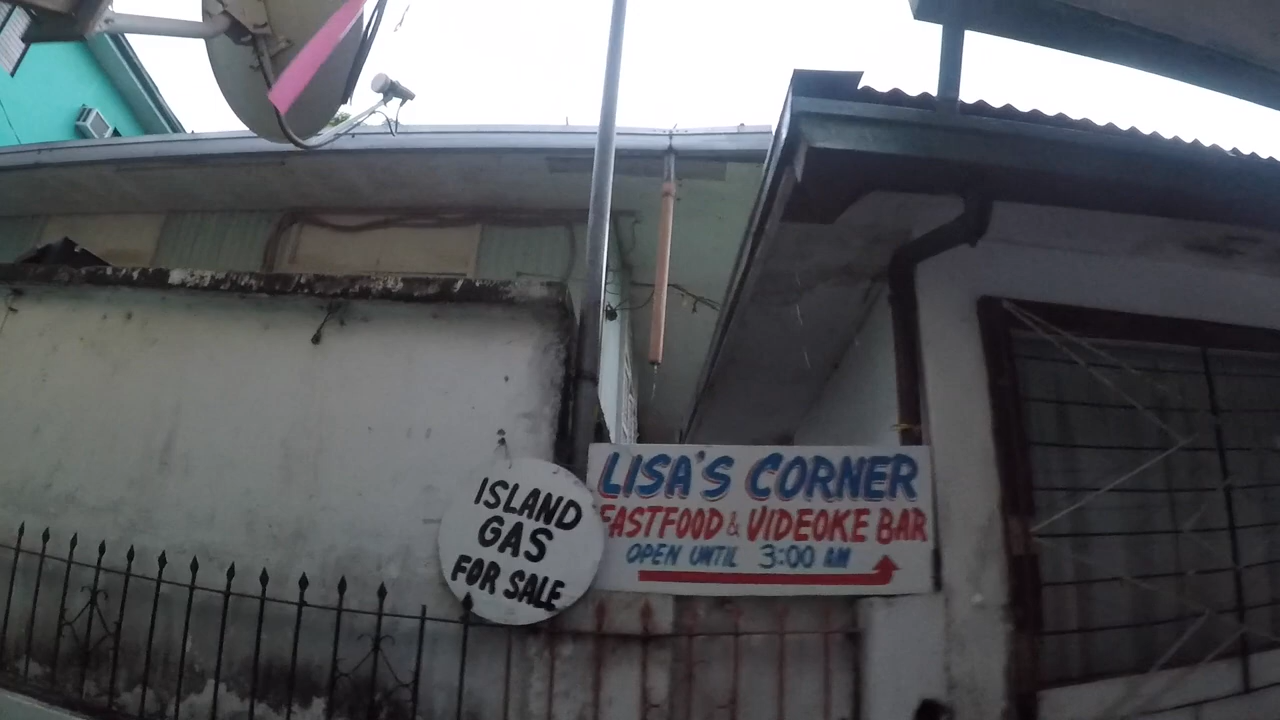 ISLAND
GAS
FOR SALE
LISA'S CORNER
FASTFOOD & VIDEOKE BAR
OPEN UNTIL 3:00 AM